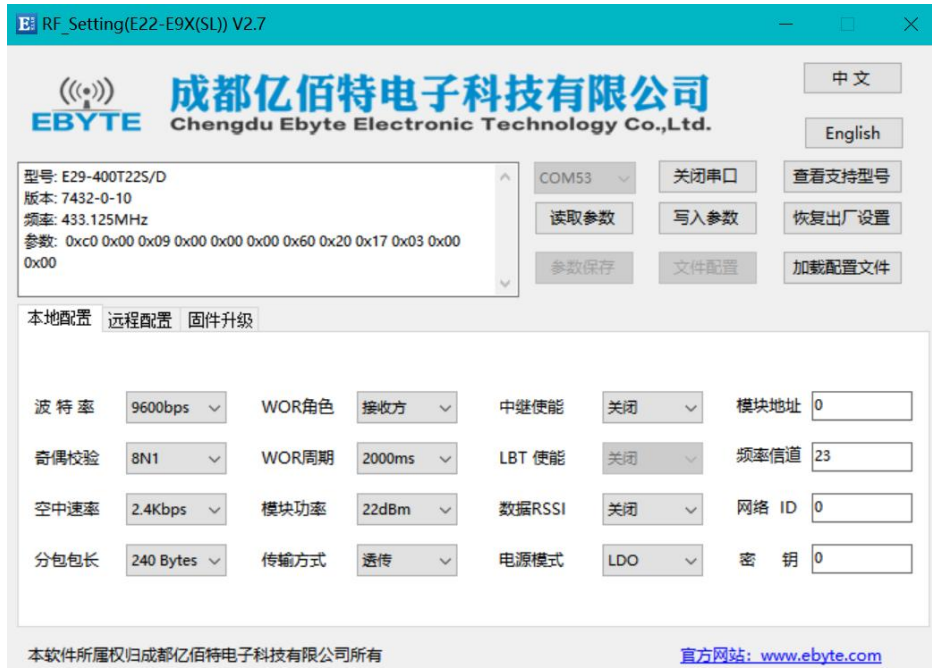 RF_Setting(E22-E9X(SL)) V2.7
EBYTE
成都亿佰特电子科技有限公司
Chengdu Ebyte Electronic Technology Co.,Ltd.
中 文
English
型号: E29-400T22S/D
版本: 7432-0-10
频率: 433.125MHz
参数: 0xc0 0x00 0x09 0x00 0x00 0x00 0x60 0x20 0x17 0x03 0x00
0x00
COM53 关闭串口 查看支持型号
读取参数 写入参数 恢复出厂设置
参数保存 文件配置 加载配置文件
本地配置 远程配置 固件升级
波 特 率 9600bps WOR角色 接收方 中继使能 关闭 模块地址 0
奇偶校验 8N1 WOR周期 2000ms LBT 使能 关闭 频率信道 23
空中速率 2.4Kbps 模块功率 22dBm 数据RSSI 关闭 网络 ID 0
分包包长 240 Bytes 传输方式 透传 电源模式 LDO 密 钥 0
本软件所属权归成都亿佰特电子科技有限公司所有 官方网站：www.ebyte.com